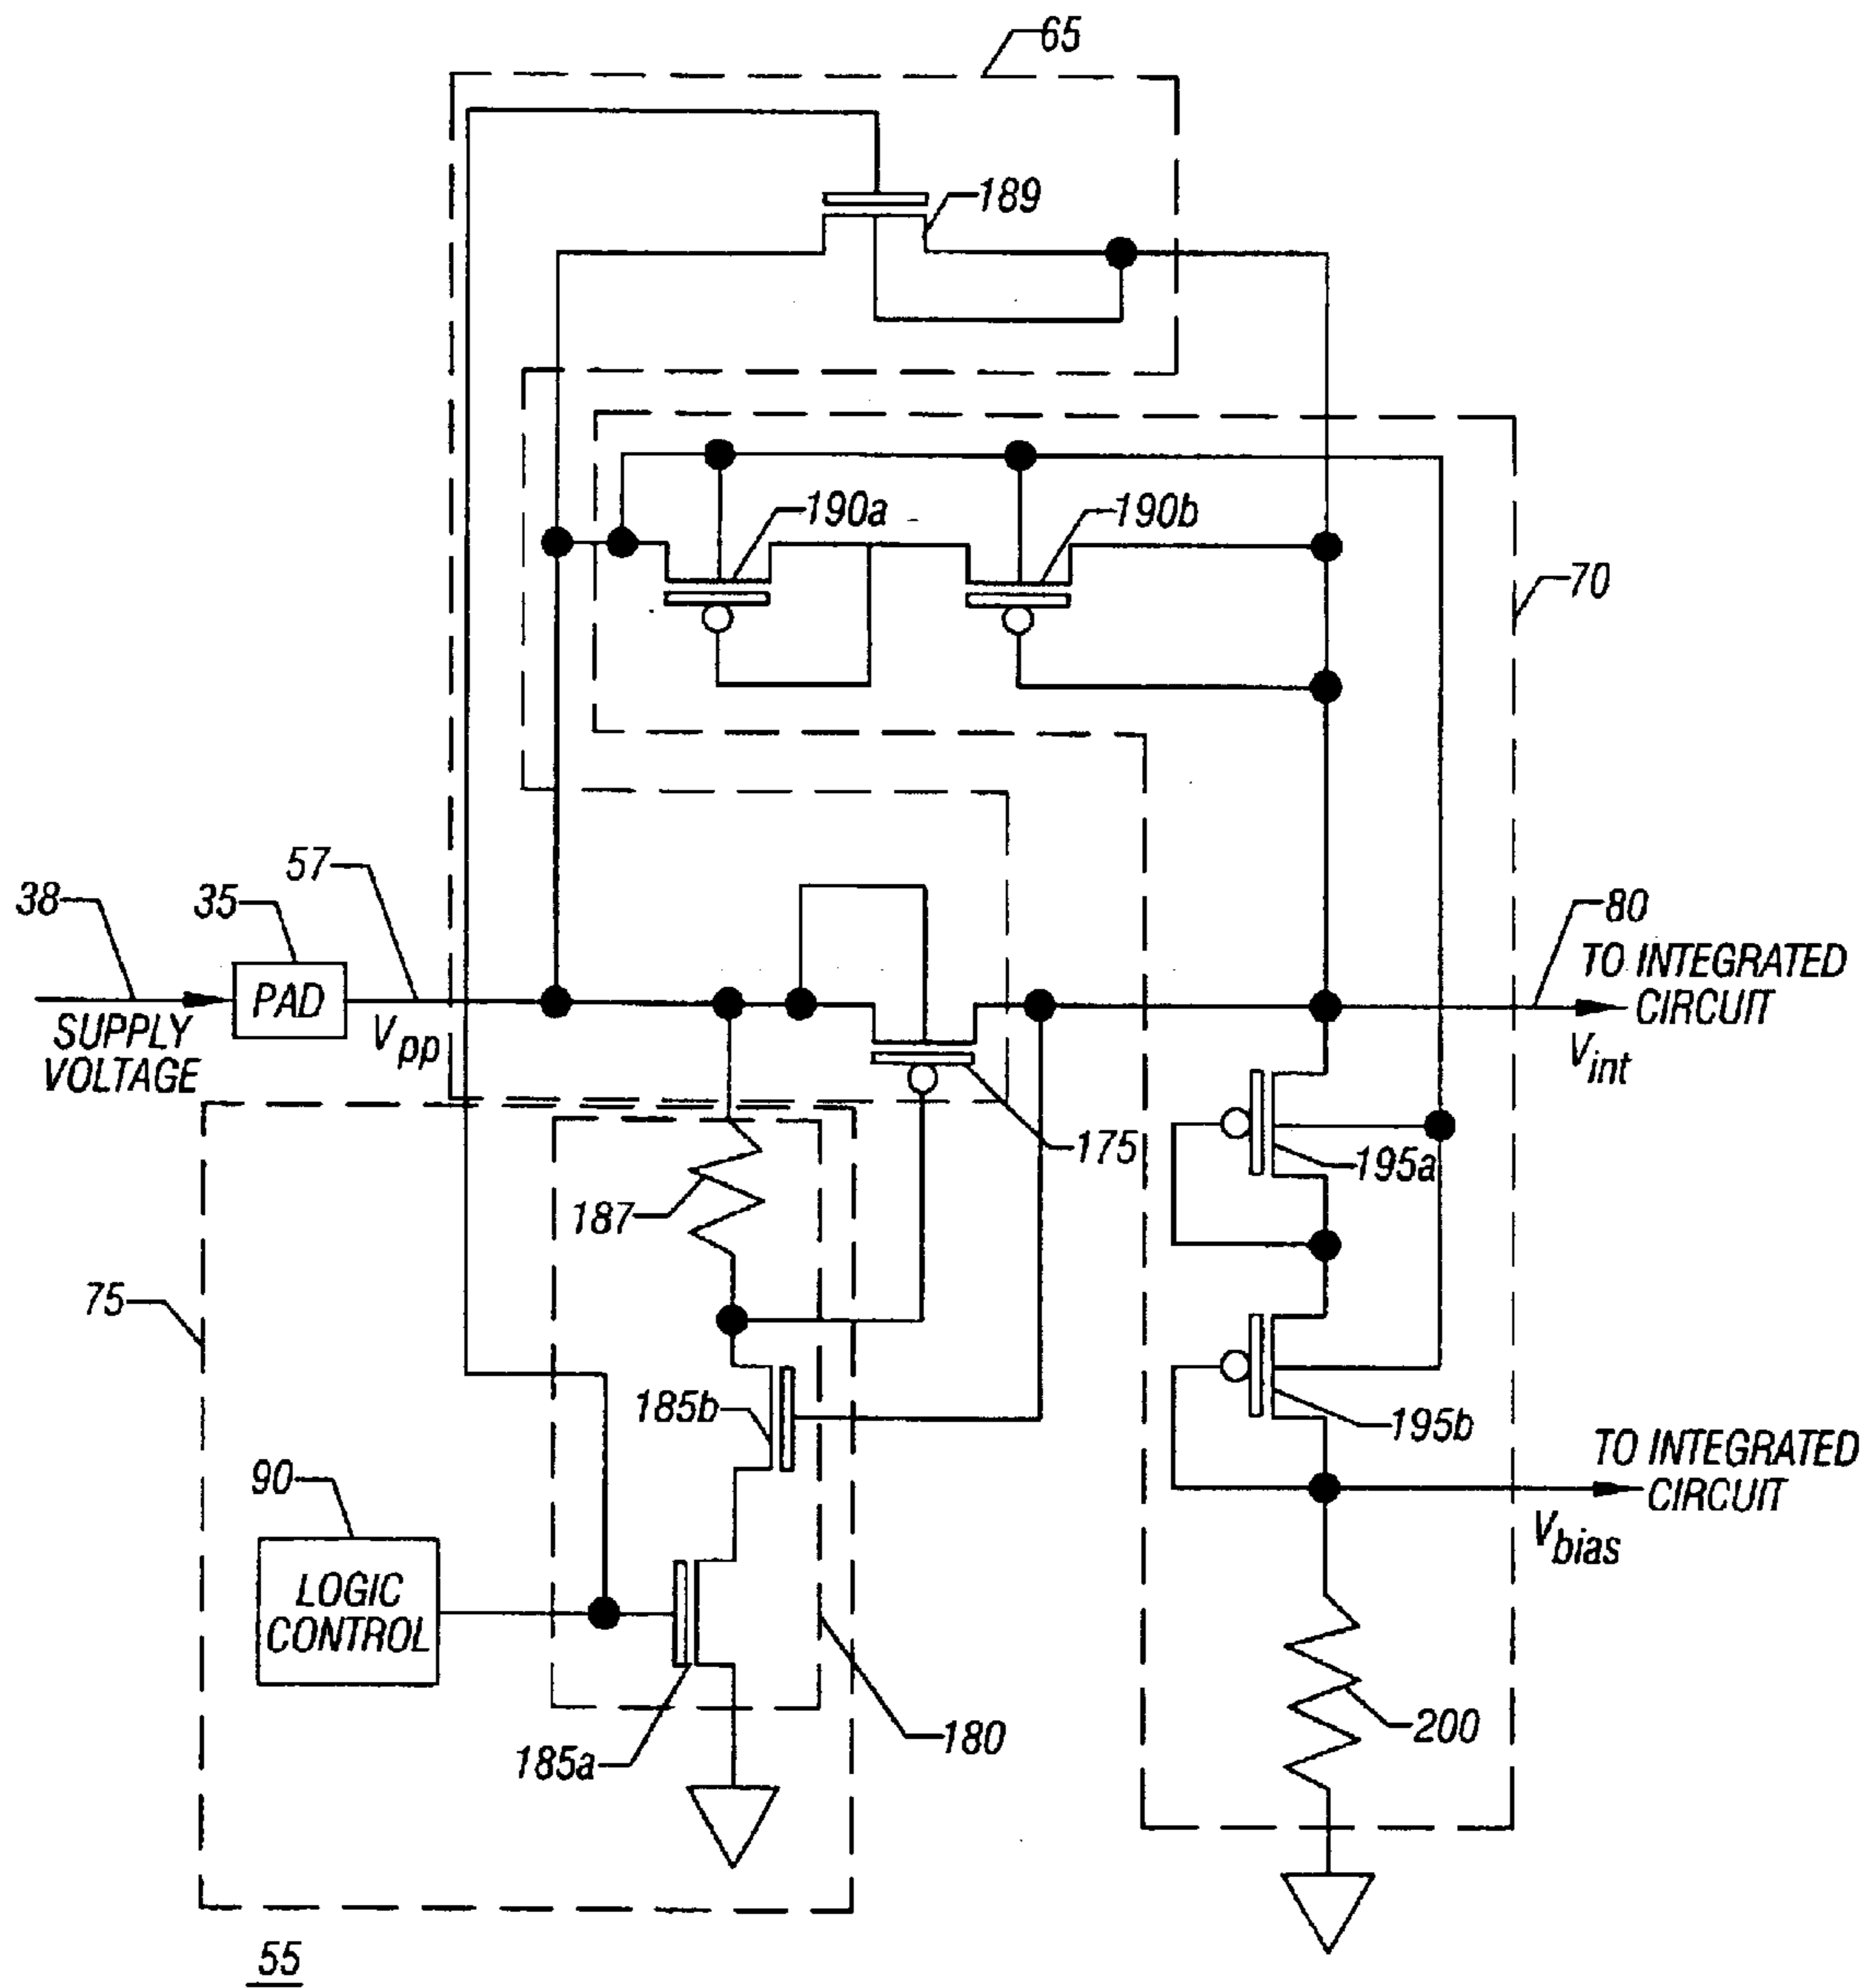 65
189
190a
190b
70
57
38
35
80
PAD
TO INTEGRATED
CIRCUIT
SUPPLY
VOLTAGE
Vpp
Vint
175
195a
187
75
185b
195b
90
TO INTEGRATED
CIRCUIT
Vbias
LOGIC
CONTROL
200
180
185a
55